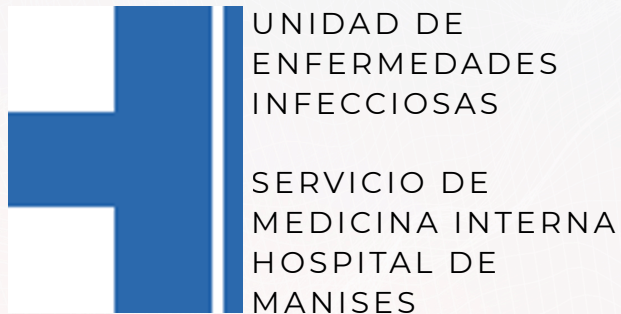 UNIDAD DE
ENFERMEDADES
INFECCIOSAS
SERVICIO DE
MEDICINA INTERNA
HOSPITAL DE
MANISES